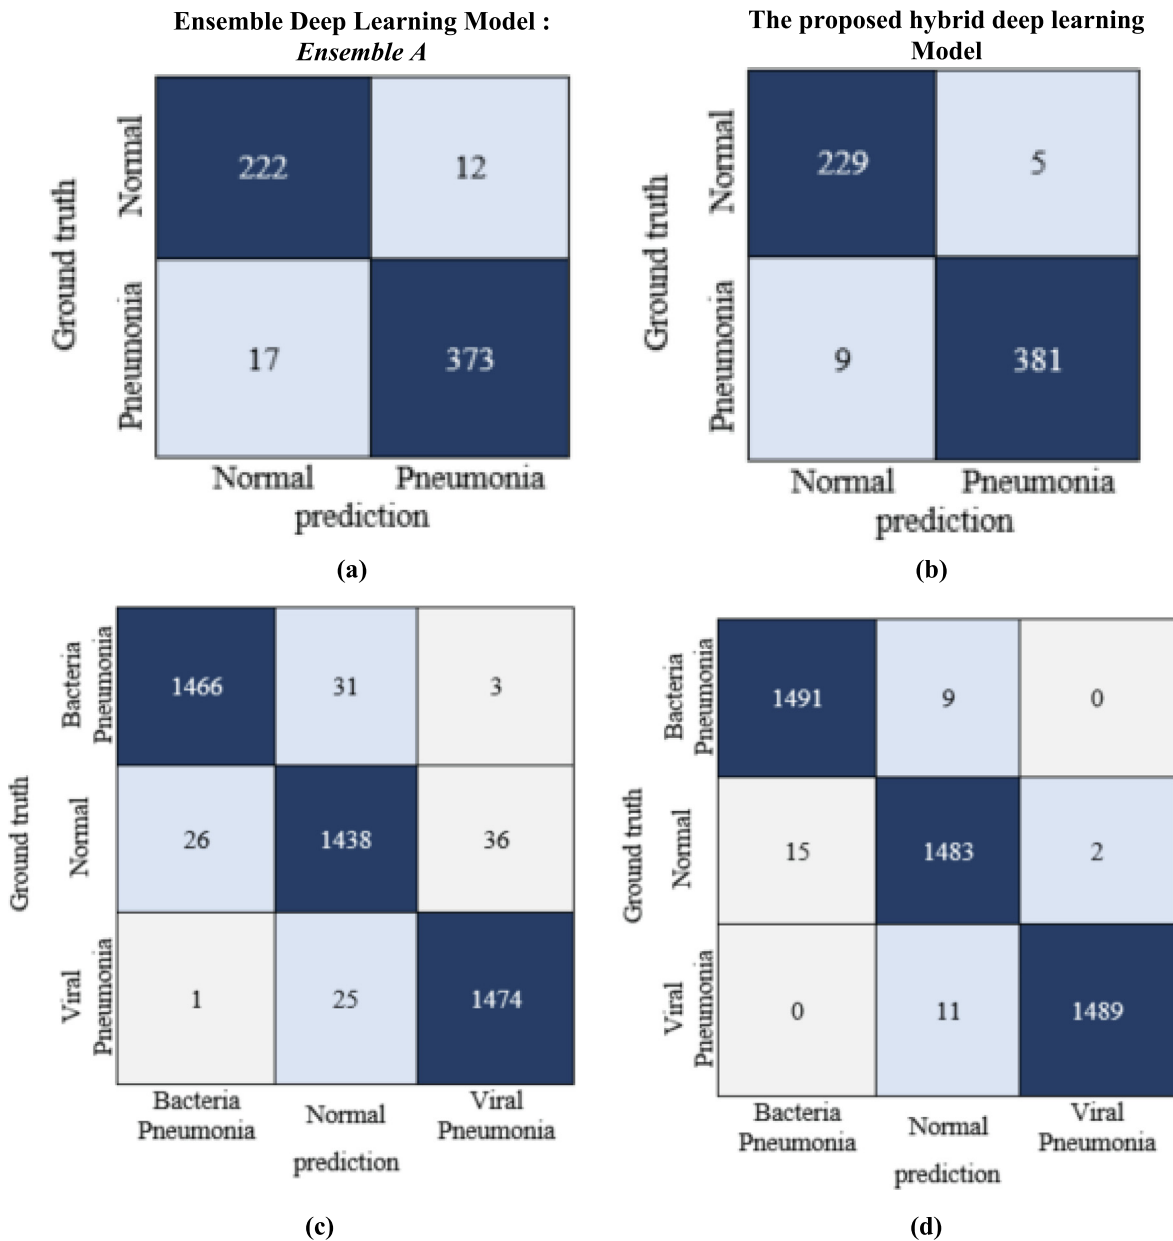 Ensemble Deep Learning Model :
Ensemble A
Ground truth
Normal
222 12
Pneumonia
17 373
Normal Pneumonia
prediction
(a)
The proposed hybrid deep learning
Model
Ground truth
Normal
229 5
Pneumonia
9 381
Normal Pneumonia
prediction
(b)
Ground truth
Bacteria
Pneumonia
1466 31 3
Normal
26 1438 36
Viral
Pneumonia
1 25 1474
Bacteria
Pneumonia
Normal
Viral
Pneumonia
prediction
(c)
Ground truth
Bacteria
Pneumonia
1491 9 0
Normal
15 1483 2
Viral
Pneumonia
0 11 1489
Bacteria
Pneumonia
Normal
Viral
Pneumonia
prediction
(d)